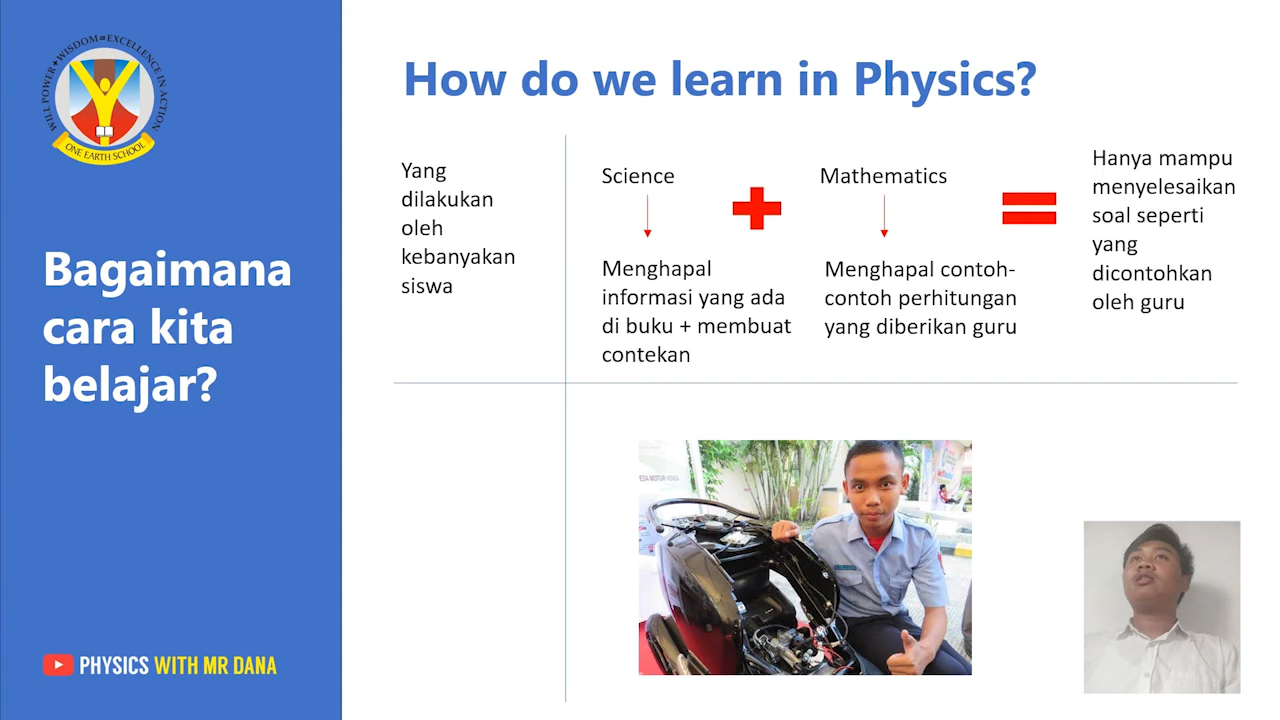 WILL POWER+WISDOM=EXCELLENCE IN ACTION
ONE EARTH SCHOOL
Bagaimana
cara kita
belajar?
PHYSICS WITH MR DANA
How do we learn in Physics?
Yang
dilakukan
oleh
kebanyakan
siswa
Science
Menghapal
informasi yang ada
di buku + membuat
contekan
Mathematics
Menghapal contoh-
contoh perhitungan
yang diberikan guru
Hanya mampu
menyelesaikan
soal seperti
yang
dicontohkan
oleh guru